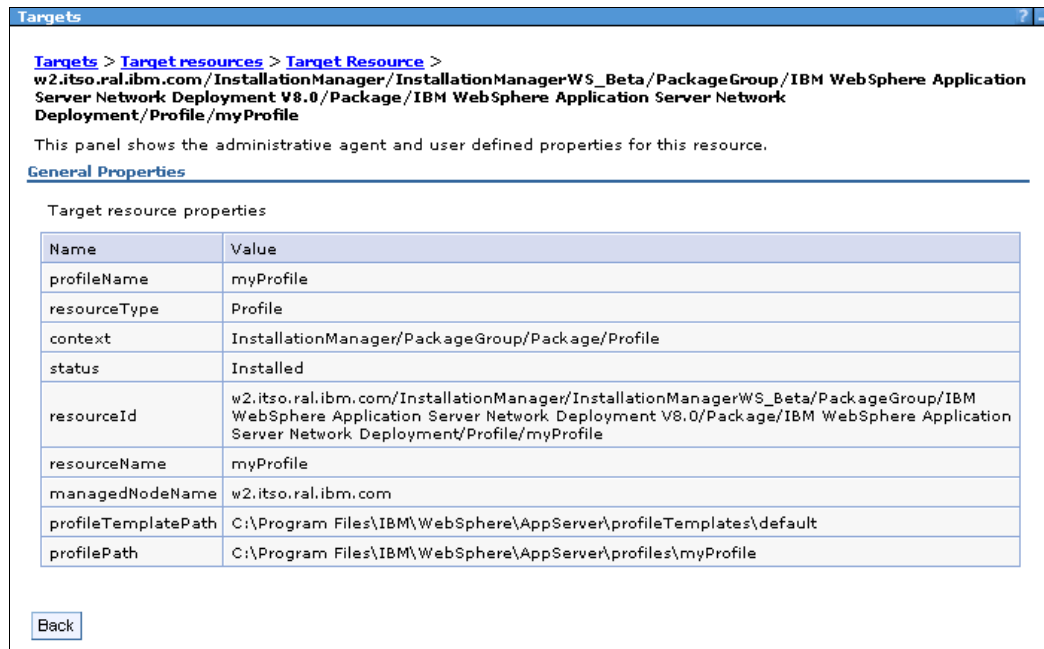 Targets
?
Targets > Target resources > Target Resource >
w2.itso.ral.ibm.com/InstallationManager/InstallationManagerWS_Beta/PackageGroup/IBM WebSphere Application
Server Network Deployment V8.0/Package/IBM WebSphere Application Server Network
Deployment/Profile/myProfile
This panel shows the administrative agent and user defined properties for this resource.
General Properties
Target resource properties
Name Value
profileName myProfile
resourceType Profile
context InstallationManager/PackageGroup/Package/Profile
status Installed
resourceId w2.itso.ral.ibm.com/InstallationManager/InstallationManagerWS_Beta/PackageGroup/IBM
WebSphere Application Server Network Deployment V8.0/Package/IBM WebSphere Application
Server Network Deployment/Profile/myProfile
resourceName myProfile
managedNodeName w2.itso.ral.ibm.com
profileTemplatePath C:\Program Files\IBM\WebSphere\AppServer\profileTemplates\default
profilePath C:\Program Files\IBM\WebSphere\AppServer\profiles\myProfile
Back